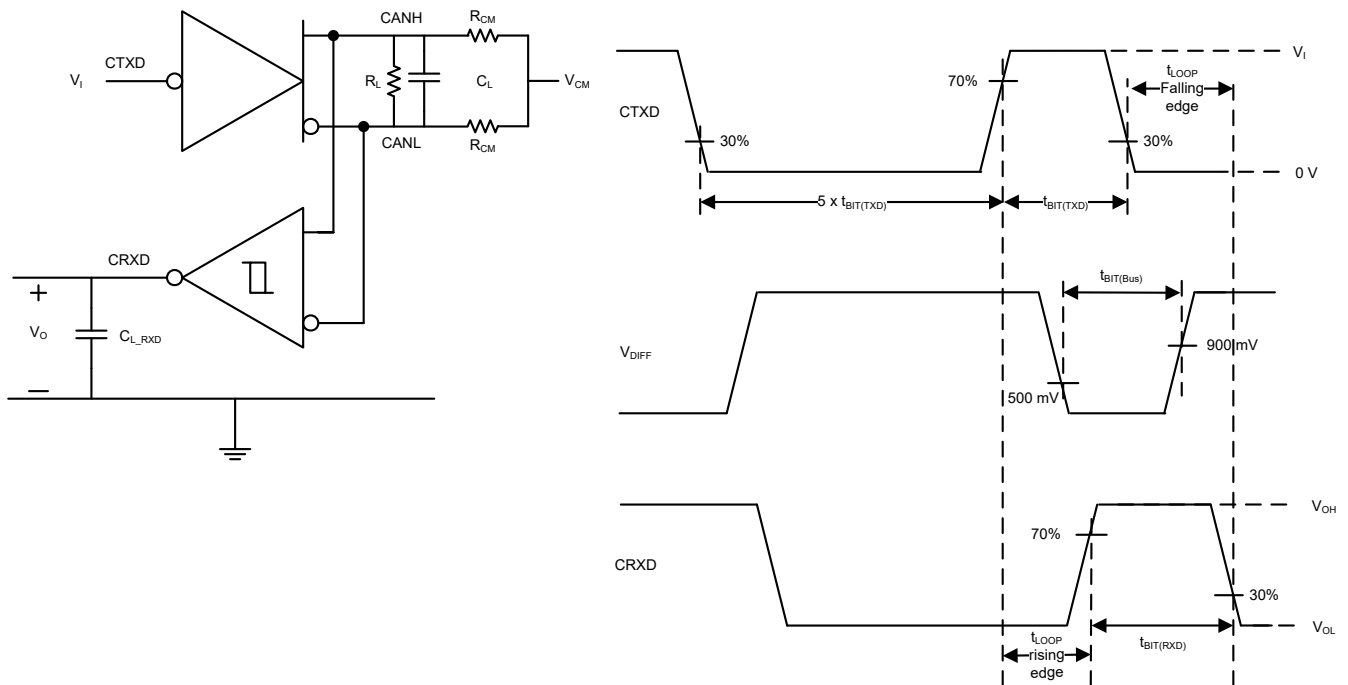 CANH
R_CM
CTXD
V_I
R_L
C_L
V_CM
CANL
R_CM
CRXD
+
V_O
C_L_RXD
—
V_I
70%
t_LOOP
Falling
edge
CTXD
30%
30%
0 V
5 x t_BIT(TXD)
t_BIT(TXD)
t_BIT(Bus)
V_DIFF
900 mV
500 mV
V_OH
70%
CRXD
30%
V_OL
t_LOOP
rising
edge
t_BIT(RXD)